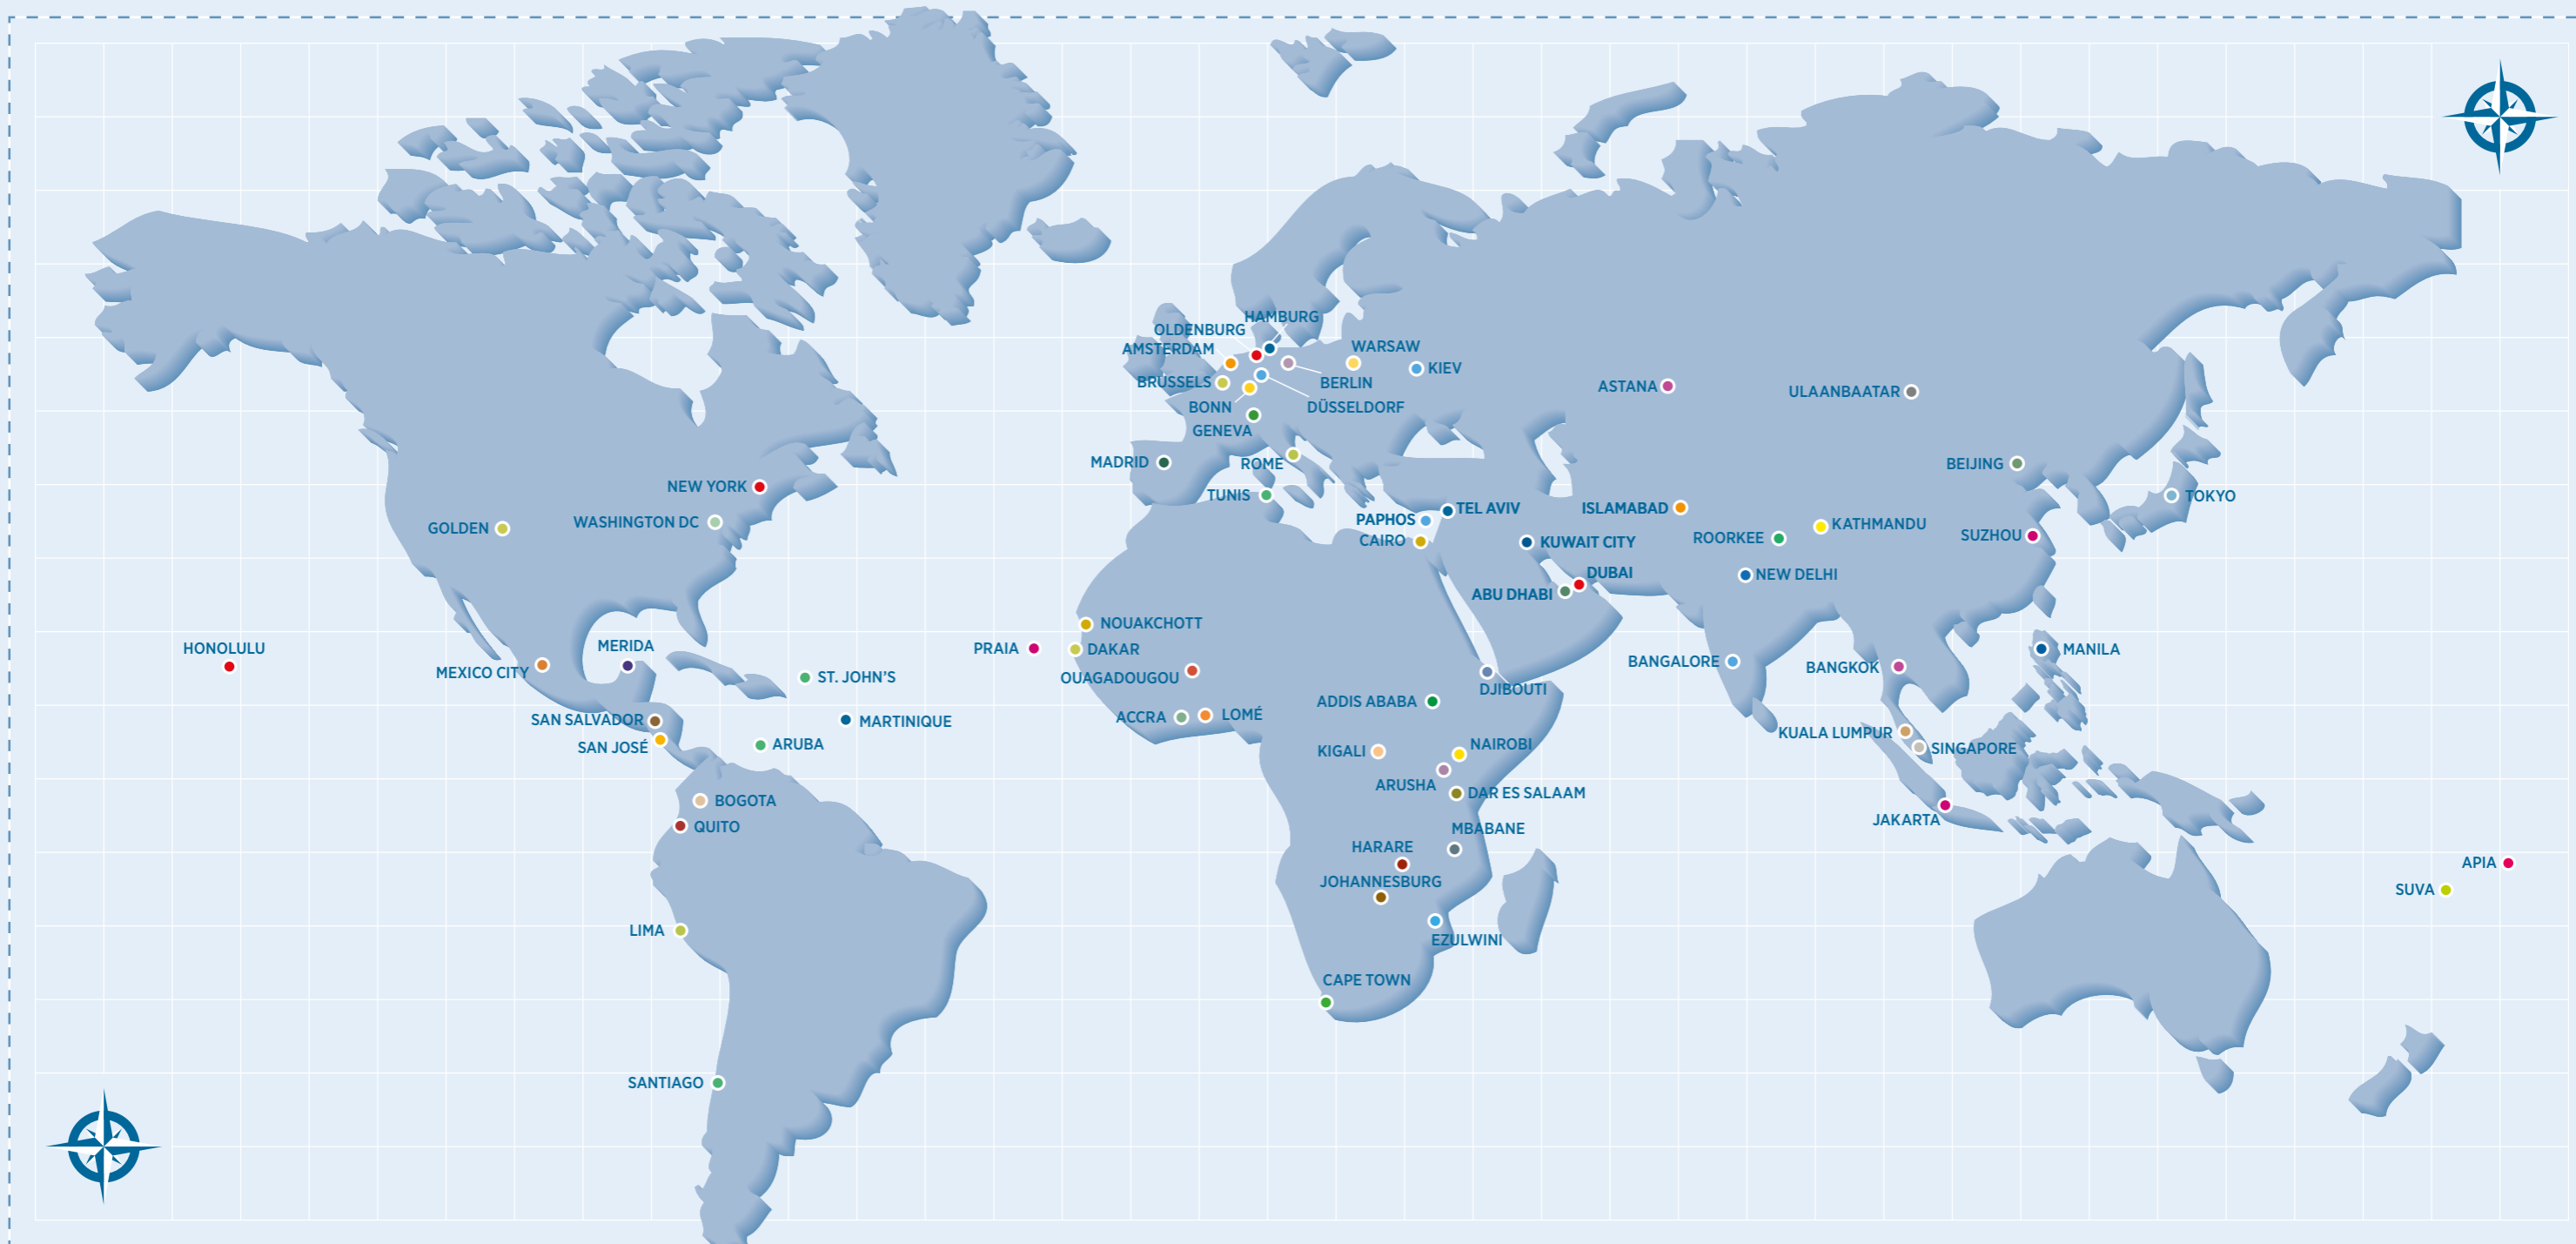 HAMBURG
OLDENBURG
AMSTERDAM
WARSAW
KIEV
BRÜSSELS
BERLIN
ASTANA
ULAANBAATAR
BONN
DÜSSELDORF
GENEVA
MADRID
ROME
BEIJING
NEW YORK
TUNIS
TOKYO
GOLDEN
WASHINGTON DC
PAPHOS
TEL AVIV
ISLAMABAD
KATHMANDU
CAIRO
KUWAIT CITY
ROORKEE
SUZHOU
DUBAI
NEW DELHI
ABU DHABI
NOUAKCHOTT
HONOLULU
MERIDA
PRAIA
DAKAR
MANILA
MEXICO CITY
ST. JOHN'S
OUAGADOUGOU
BANGALORE
BANGKOK
DJIBOUTI
ADDIS ABABA
SAN SALVADOR
MARTINIQUE
ACCRA
LOMÉ
SAN JOSÉ
ARUBA
KIGALI
NAIROBI
KUALA LUMPUR
SINGAPORE
ARUSHA
DAR ES SALAAM
BOGOTA
QUITO
MBABANE
JAKARTA
HARARE
APIA
JOHANNESBURG
SUVA
LIMA
EZULWINI
CAPE TOWN
SANTIAGO